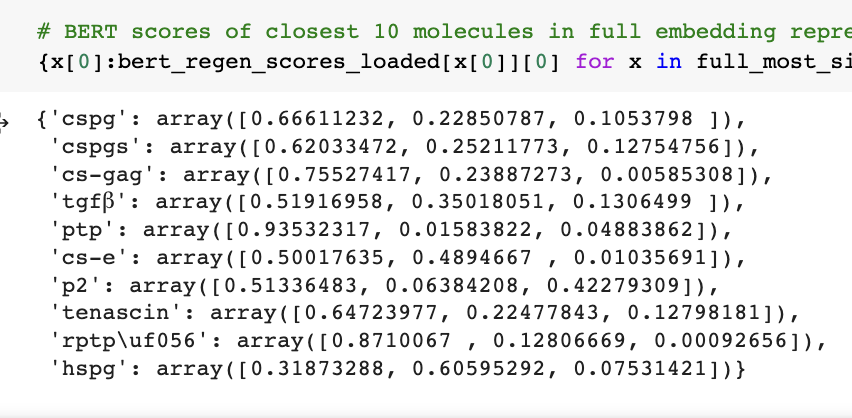 # BERT scores of closest 10 molecules in full embedding repre
{x[0]:bert_regen_scores_loaded[x[0]][0] for x in full_most_si
{'cspg': array([0.66611232, 0.22850787, 0.1053798 ]),
'cspgs': array([0.62033472, 0.25211773, 0.12754756]),
'cs-gag': array([0.75527417, 0.23887273, 0.00585308]),
'tgfβ': array([0.51916958, 0.35018051, 0.1306499 ]),
'ptp': array([0.93532317, 0.01583822, 0.04883862]),
'cs-e': array([0.50017635, 0.4894667 , 0.01035691]),
'p2': array([0.51336483, 0.06384208, 0.42279309]),
'tenascin': array([0.64723977, 0.22477843, 0.12798181]),
'rptp\uf056': array([0.8710067 , 0.12806669, 0.00092656]),
'hspg': array([0.31873288, 0.60595292, 0.07531421])}